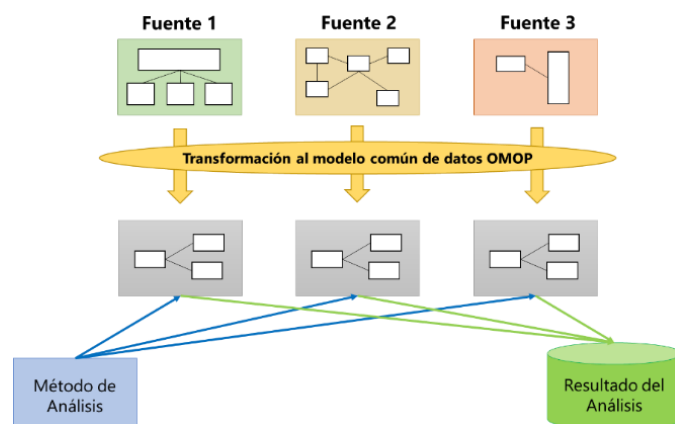 Fuente 1
Fuente 2
Fuente 3
Transformación al modelo común de datos OMOP
Método de
Análisis
Resultado del
Análisis